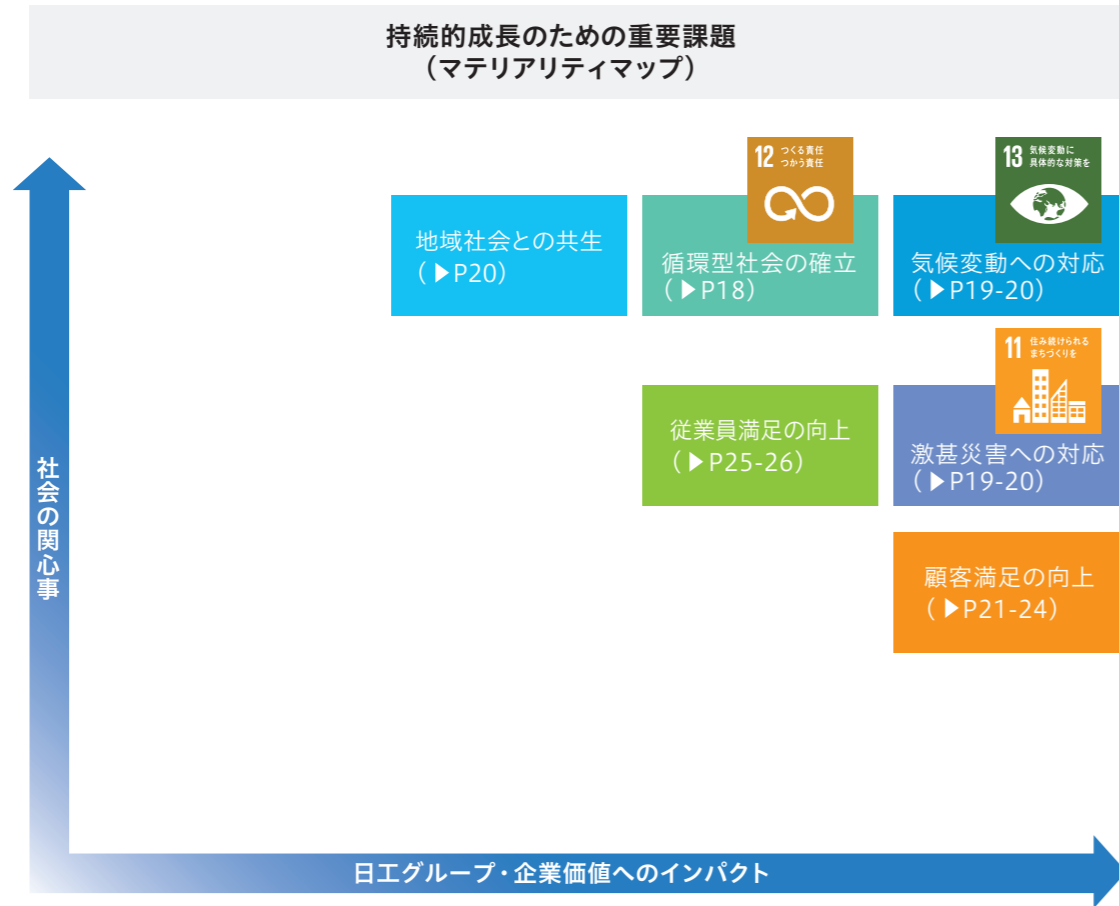 持続的成長のための重要課題
（マテリアリティマップ）
地域社会との共生
（▶P20）
12 つくる責任
つかう責任
循環型社会の確立
（▶P18）
13 気候変動に
具体的な対策を
気候変動への対応
（▶P19-20）
従業員満足の向上
（▶P25-26）
11 住み続けられる
まちづくりを
激甚災害への対応
（▶P19-20）
顧客満足の向上
（▶P21-24）
社会の関心事
日工グループ・企業価値へのインパクト